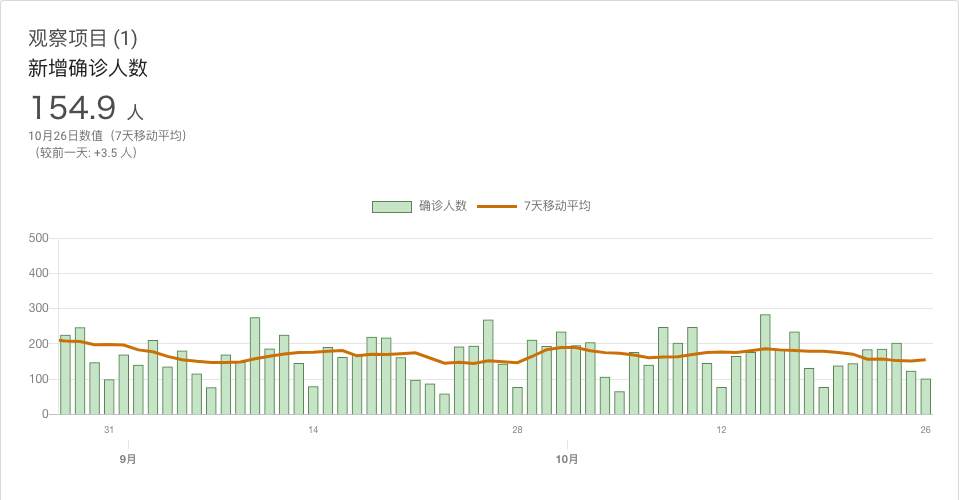 观察项目 (1)
新增确诊人数
154.9 人
10月26日数值（7天移动平均）
（较前一天: +3.5 人）
确诊人数 7天移动平均
500
400
300
200
100
0
31 14 28 12 26
9月 10月